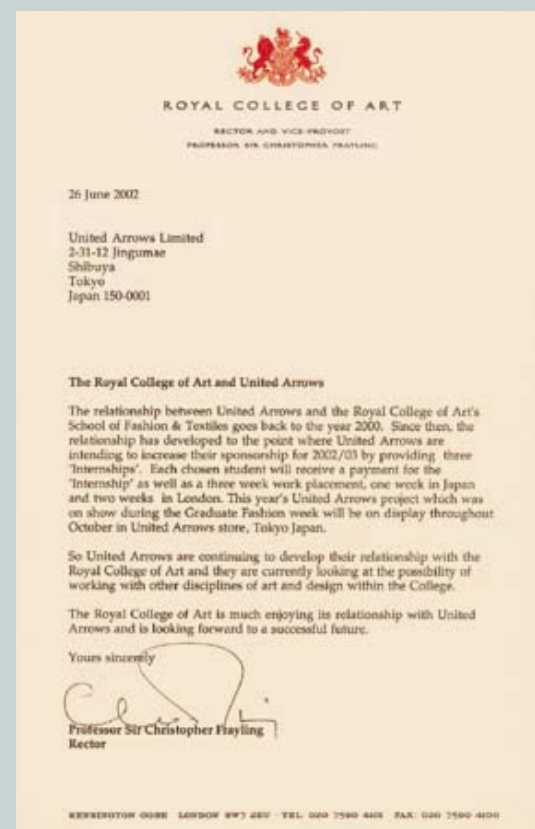 ROYAL COLLEGE OF ART
RECTOR AND VICE-PROVOST
PROFESSOR SIR CHRISTOPHER FRAYLING
26 June 2002
United Arrows Limited
2-31-12 Jingumae
Shibuya
Tokyo
Japan 150-0001
The Royal College of Art and United Arrows
The relationship between United Arrows and the Royal College of Art's
School of Fashion & Textiles goes back to the year 2000. Since then, the
relationship has developed to the point where United Arrows are
intending to increase their sponsorship for 2002/03 by providing three
'Internships'. Each chosen student will receive a payment for the
'Internship' as well as a three week work placement, one week in Japan
and two weeks in London. This year's United Arrows project which was
on show during the Graduate Fashion week will be on display throughout
October in United Arrows store, Tokyo Japan.
So United Arrows are continuing to develop their relationship with the
Royal College of Art and they are currently looking at the possibility of
working with other disciplines of art and design within the College.
The Royal College of Art is much enjoying its relationship with United
Arrows and is looking forward to a successful future.
Yours sincerely
Professor Sir Christopher Frayling
Rector
KENSINGTON GORE LONDON SW7 2EU · TEL 020 7590 4101 FAX 020 7590 4100